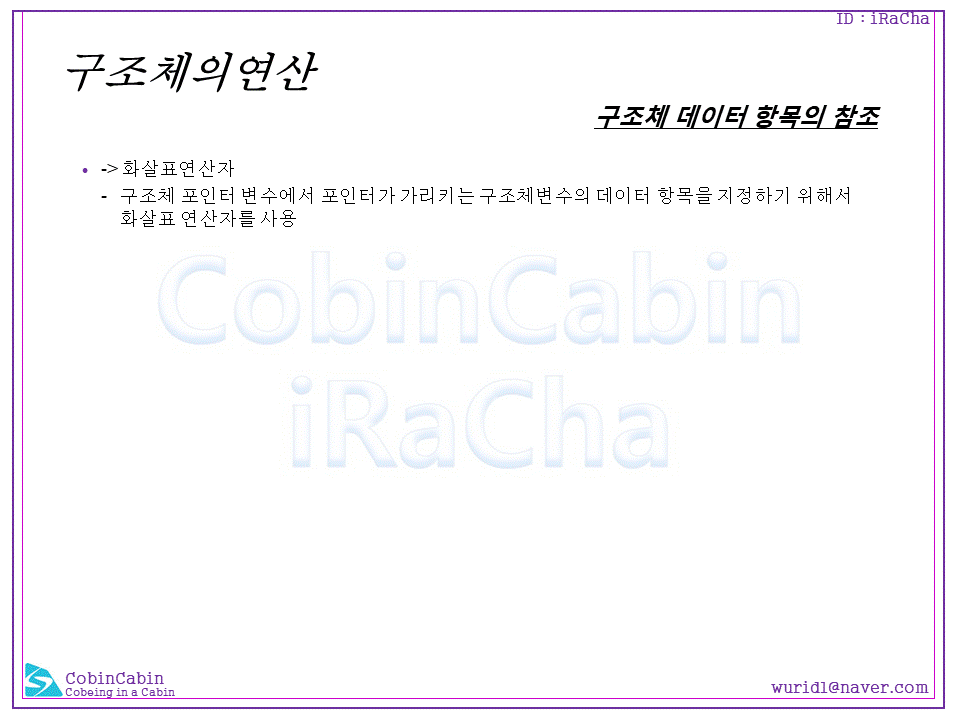 ID : iRaCha
구조체의연산
구조체 데이터 항목의 참조
• -> 화살표연산자
- 구조체 포인터 변수에서 포인터가 가리키는 구조체변수의 데이터 항목을 지정하기 위해서
화살표 연산자를 사용
CobinCabin
iRaCha
CobinCabin
Cobeing in a Cabin
wurid1@naver.com